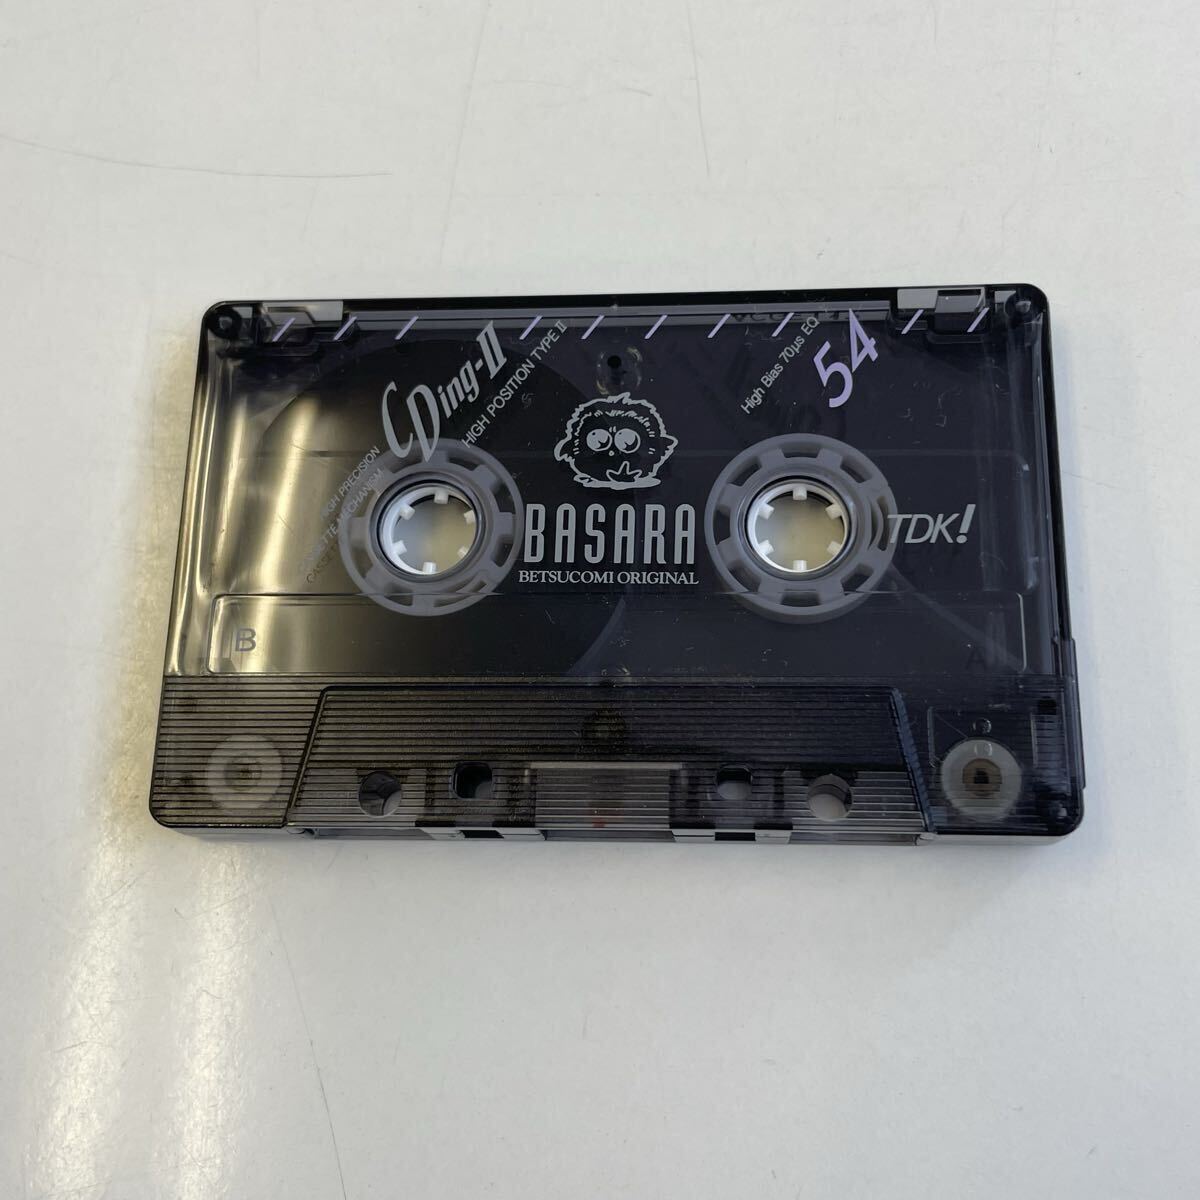 CDing-II
HIGH POSITION TYPE II
HIGH PRECISION
CASSETTE MECHANISM
High Bias 70μs EQ
54
BASARA
BETSUCOMI ORIGINAL
TDK!
B
A